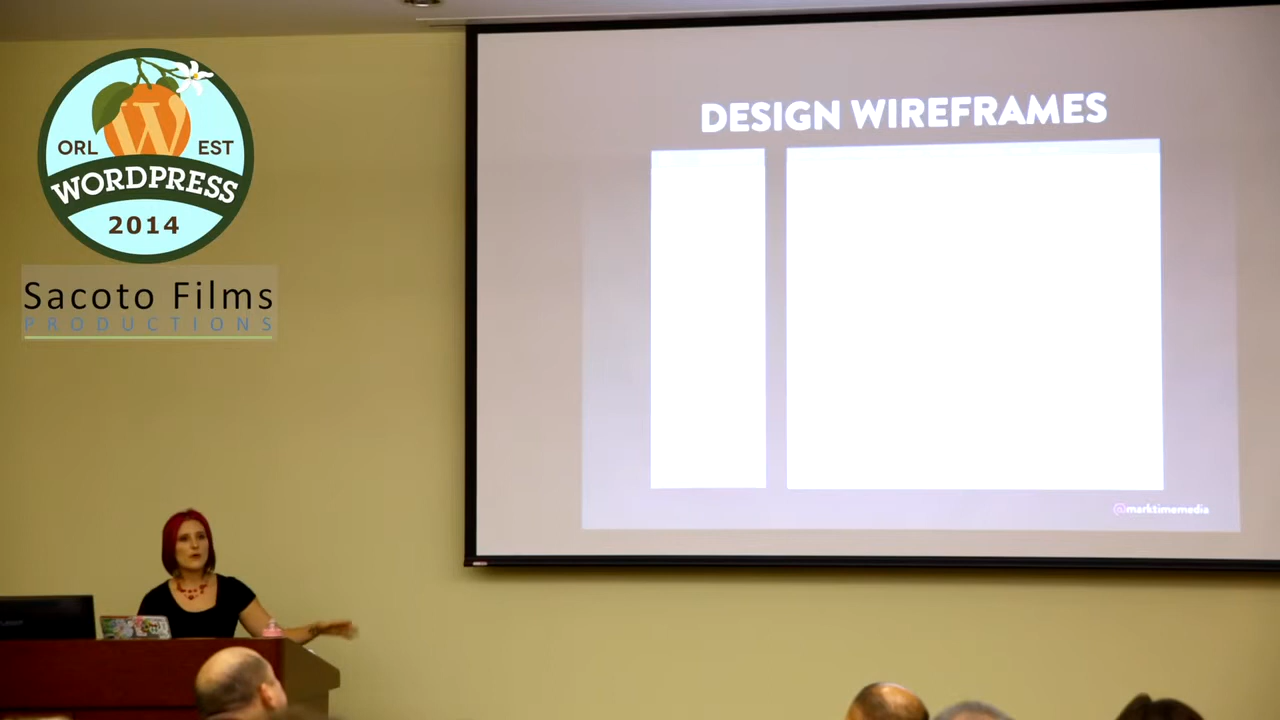 ORL EST
WORDPRESS
2014
Sacoto Films
PRODUCTIONS
DESIGN WIREFRAMES
@marktimemedia